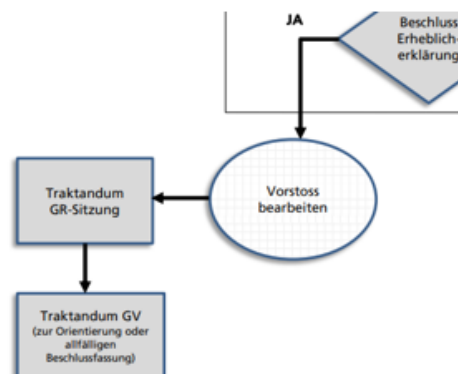 JA
Beschluss
Erheblich-
erklärung
Vorstoss
bearbeiten
Traktandum
GR-Sitzung
Traktandum GV
(zur Orientierung oder
allfälligen
Beschlussfassung)